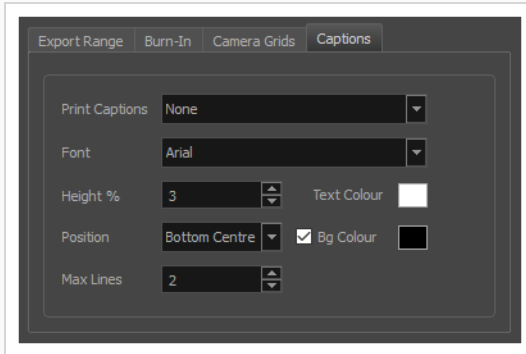 Export Range Burn-In Camera Grids Captions
Print Captions None
Font Arial
Height % 3 Text Colour
Position Bottom Centre Bg Colour
Max Lines 2